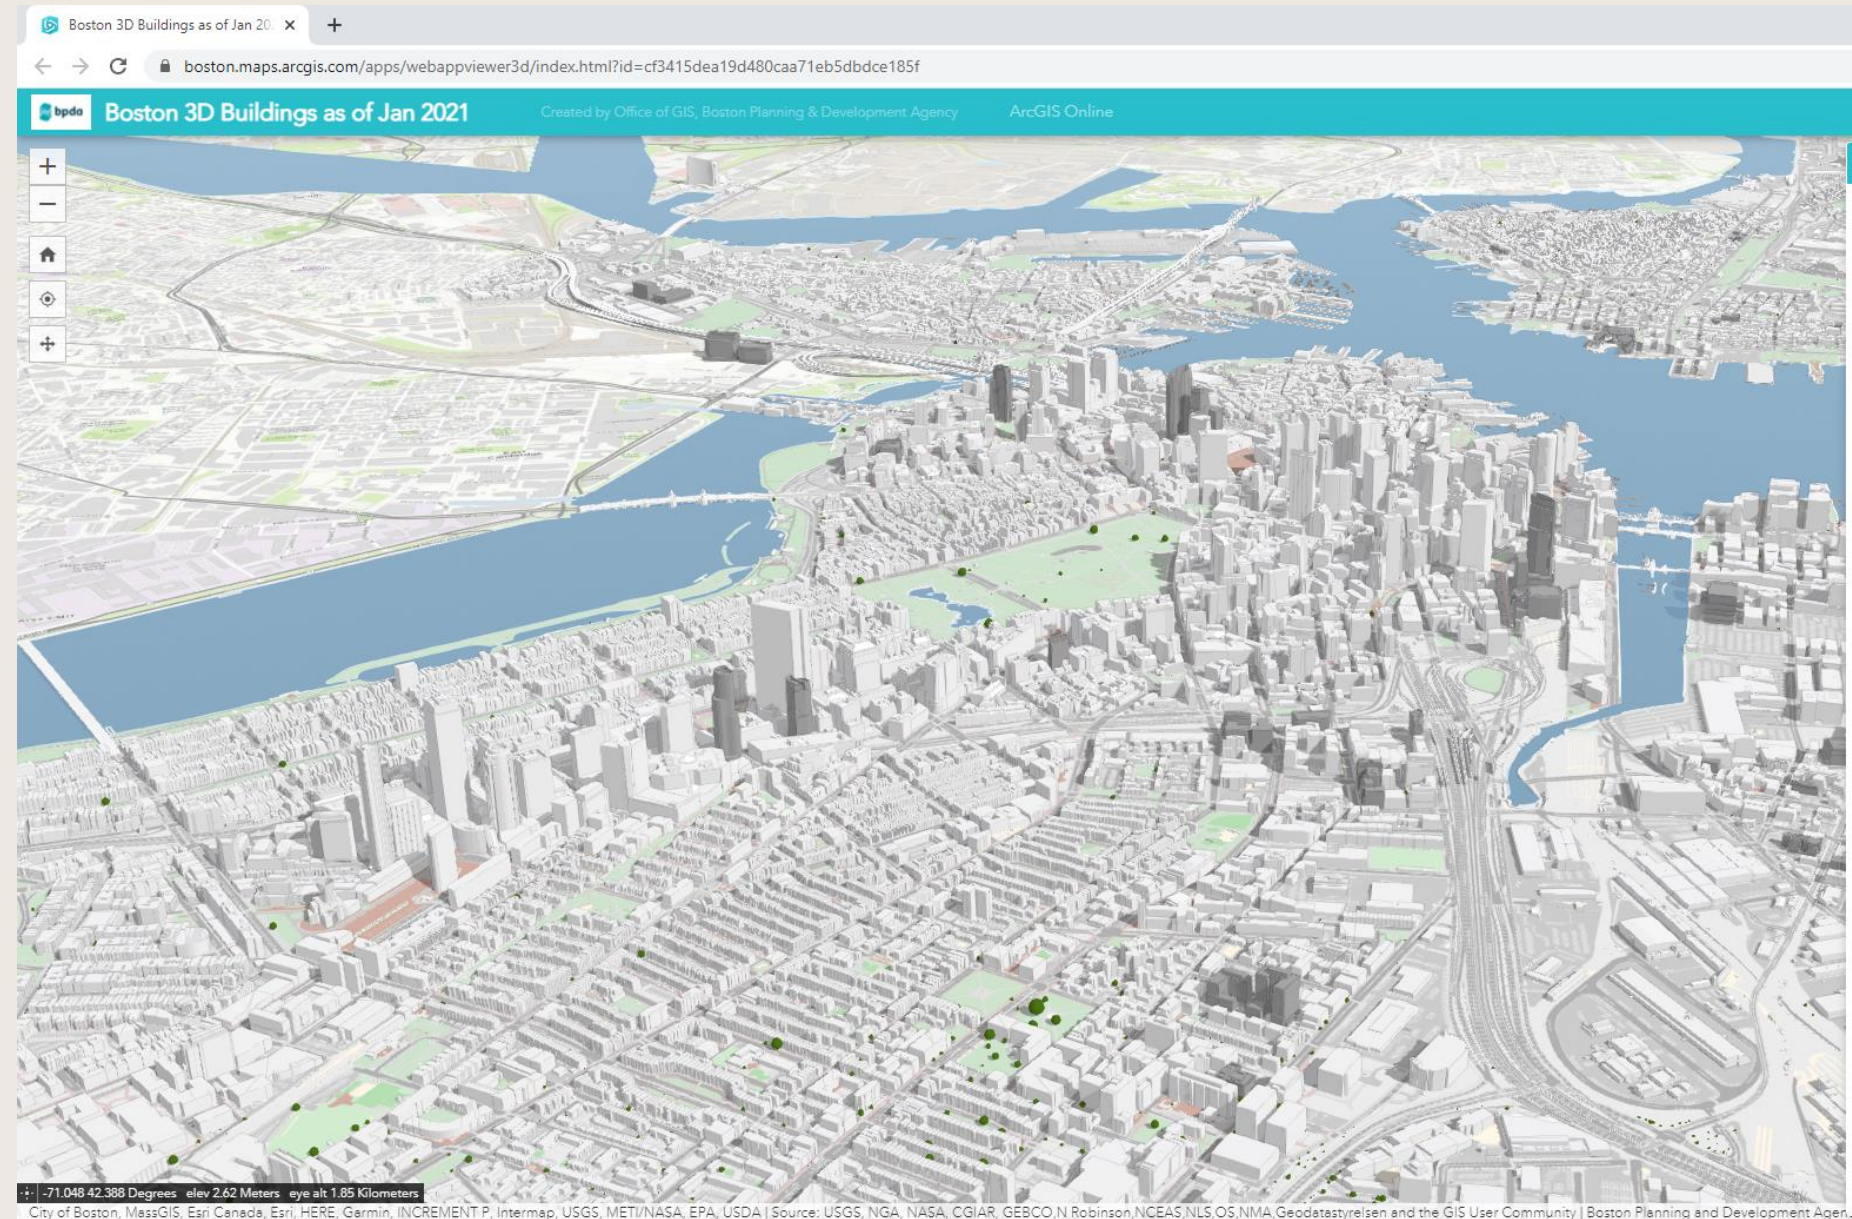 Boston 3D Buildings as of Jan 20
boston.maps.arcgis.com/apps/webappviewer3d/index.html?id=cf3415dea19d480caa71eb5dbdce185f
bpda Boston 3D Buildings as of Jan 2021 Created by Office of GIS, Boston Planning & Development Agency ArcGIS Online
-71.048 42.388 Degrees elev 2.62 Meters eye alt 1.85 Kilometers
City of Boston, MassGIS, Esri Canada, Esri, HERE, Garmin, INCREMENT P, Intermap, USGS, METI/NASA, EPA, USDA | Source: USGS, NGA, NASA, CGIAR, GEBCO,N Robinson,NCEAS,NLS,OS,NMA,Geodatastyrelsen and the GIS User Community | Boston Planning and Development Agen...